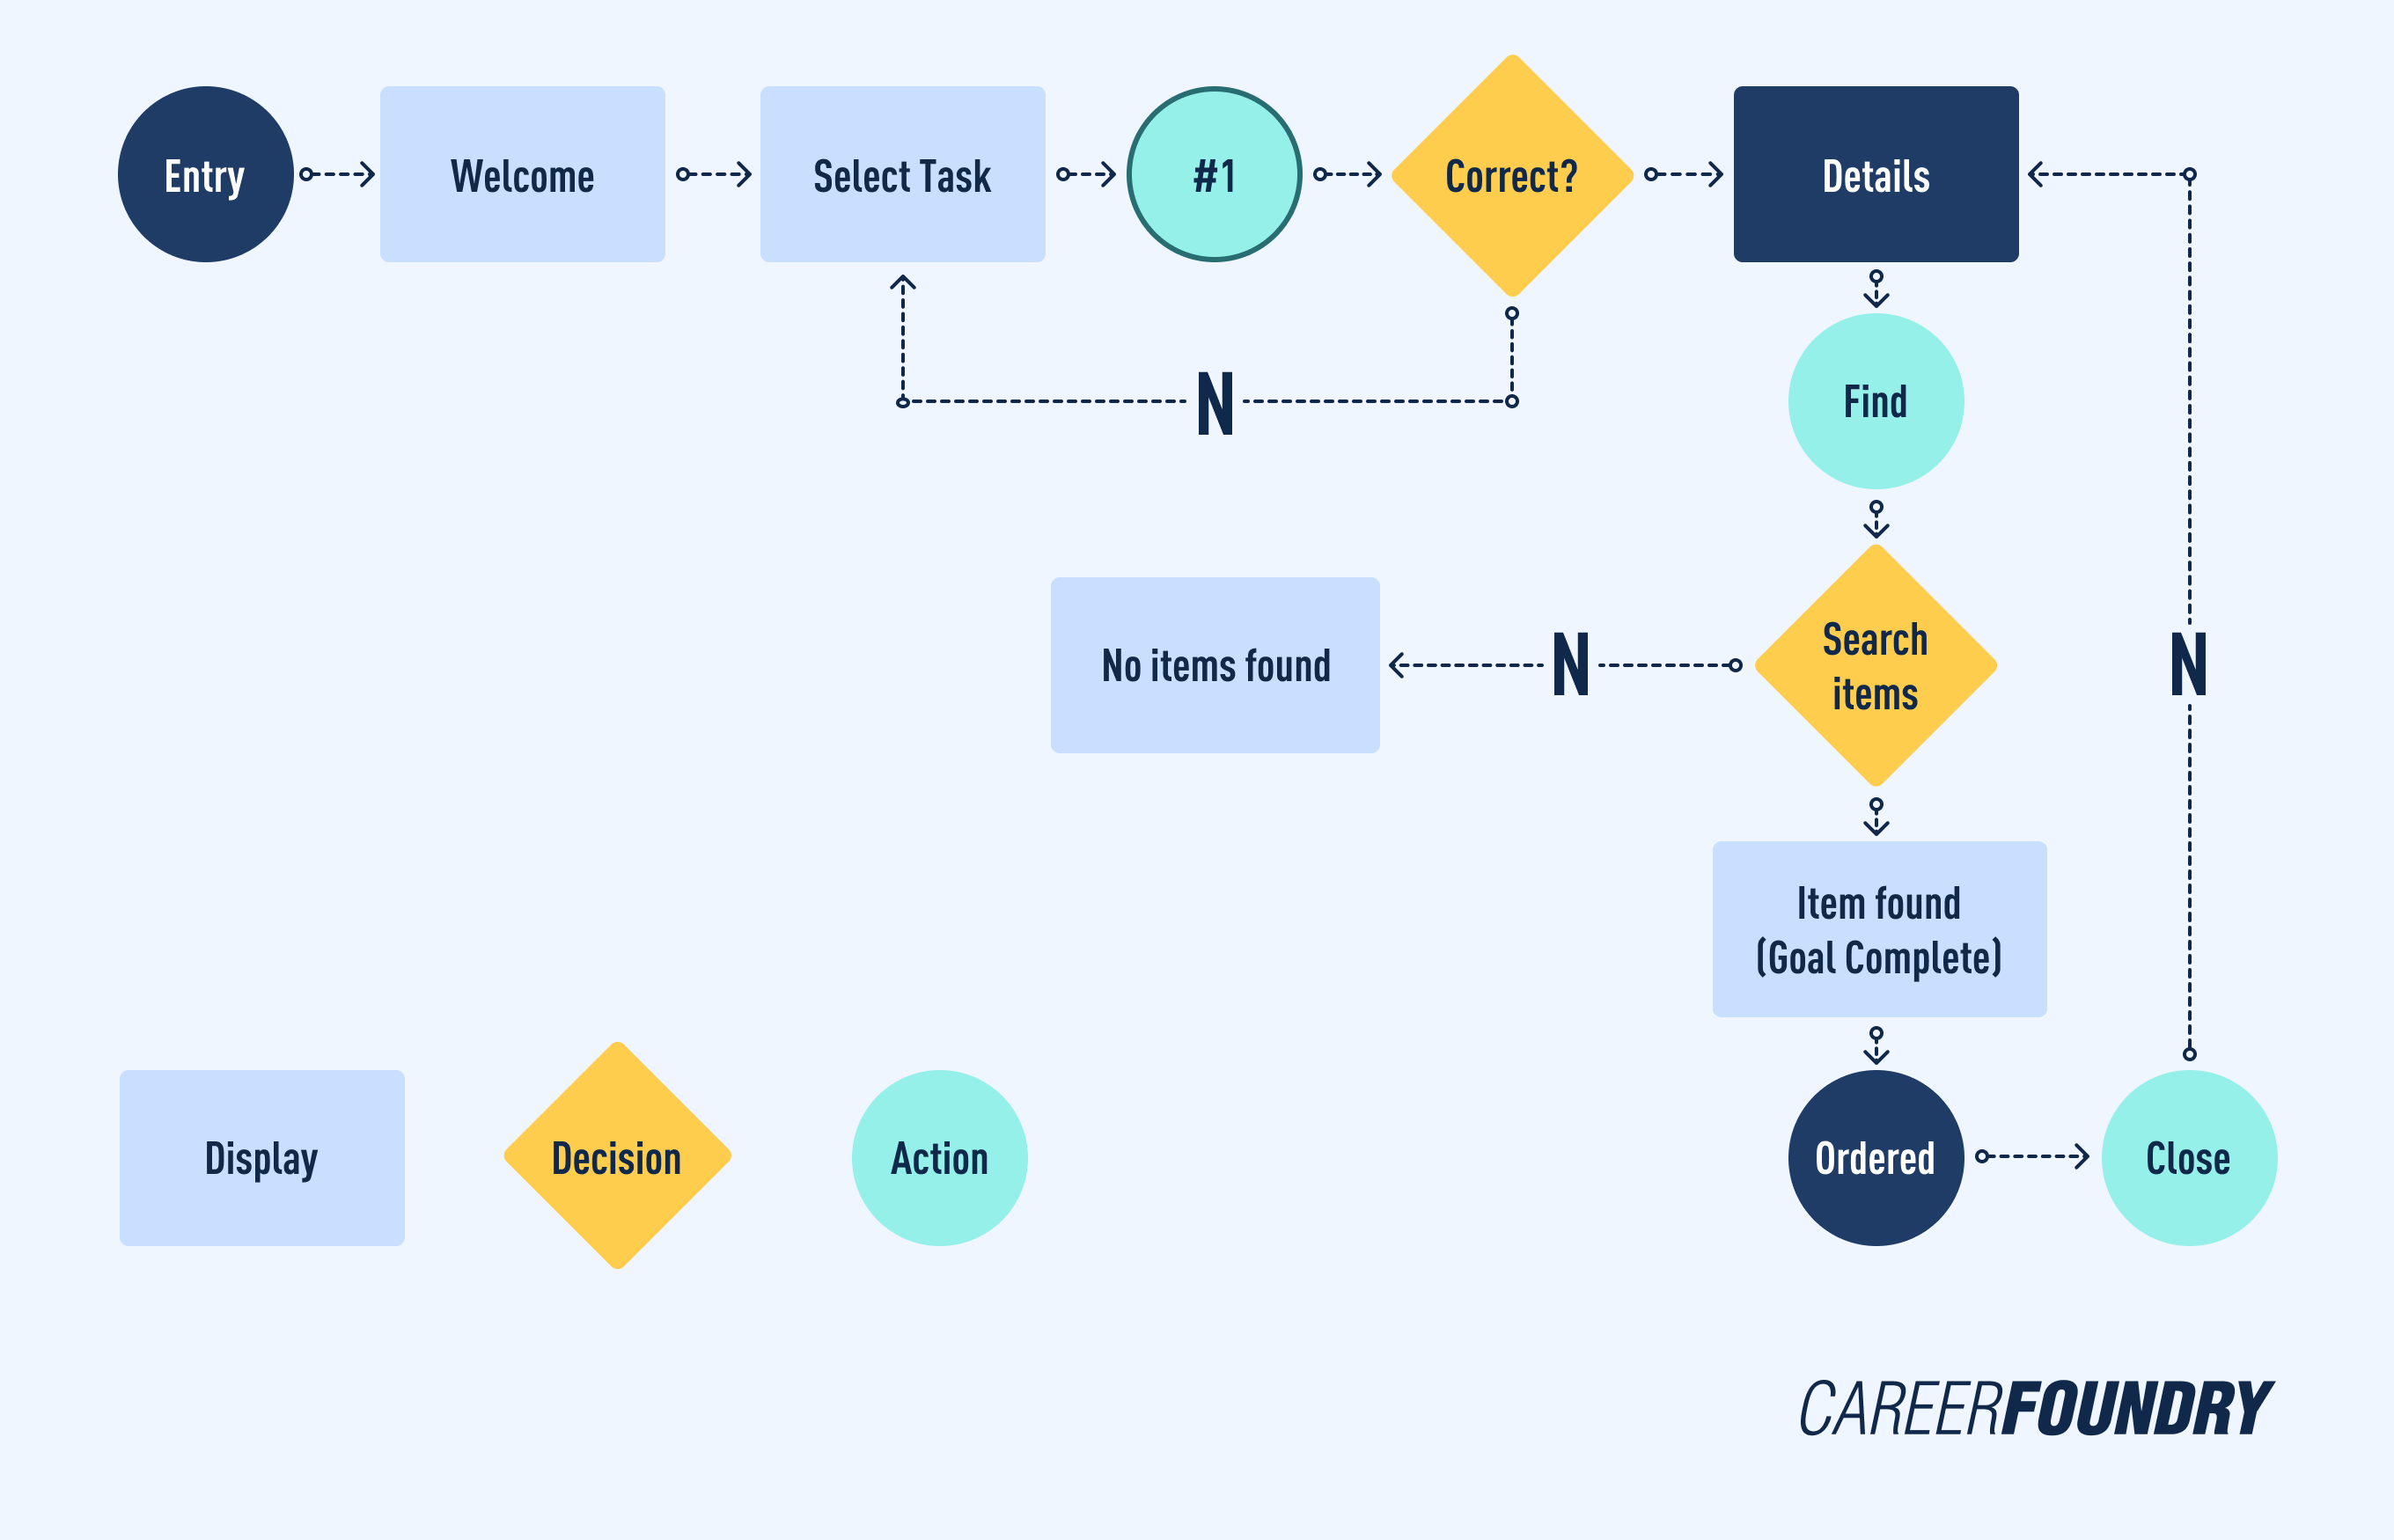 Entry
Welcome
Select Task
#1
Correct?
Details
N
Find
No items found
N
Search
items
N
Item found
(Goal Complete)
Display
Decision
Action
Ordered
Close
CAREERFOUNDRY